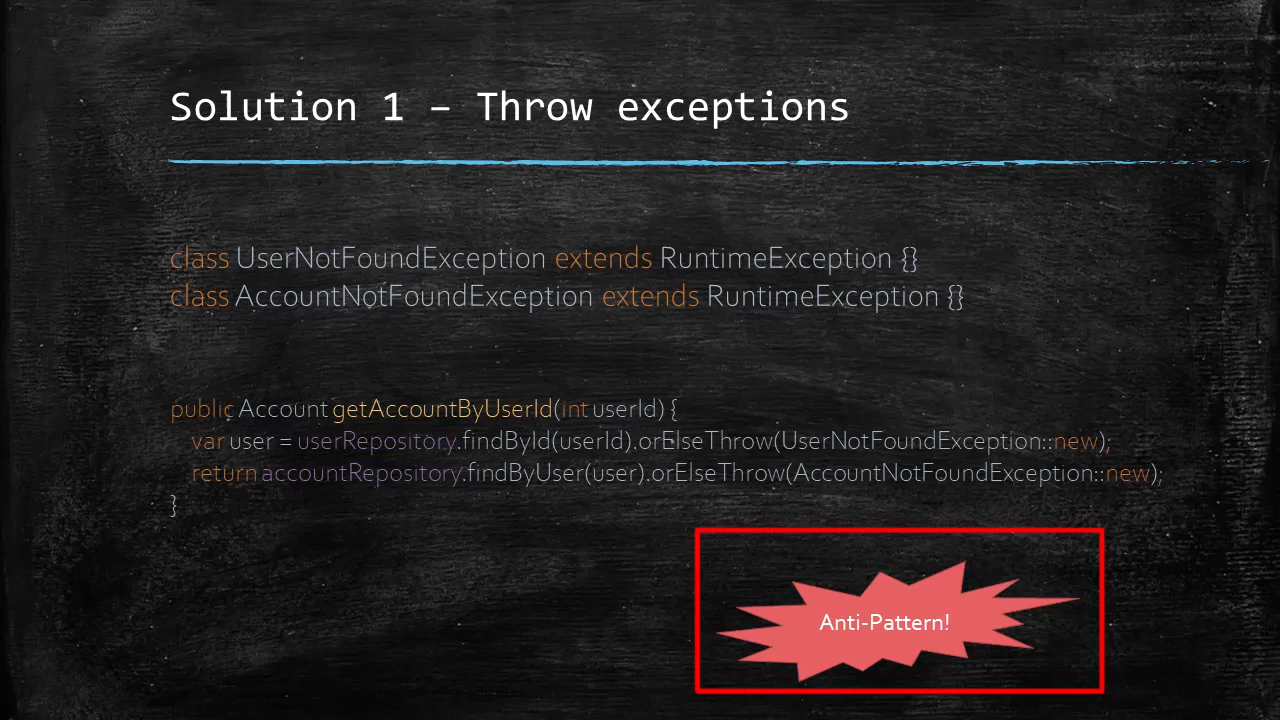 Solution 1 – Throw exceptions
class UserNotFoundException extends RuntimeException {}
class AccountNotFoundException extends RuntimeException {}
public Account getAccountByUserId(int userId) {
var user = userRepository.findById(userId).orElseThrow(UserNotFoundException::new);
return accountRepository.findByUser(user).orElseThrow(AccountNotFoundException::new);
}
Anti-Pattern!